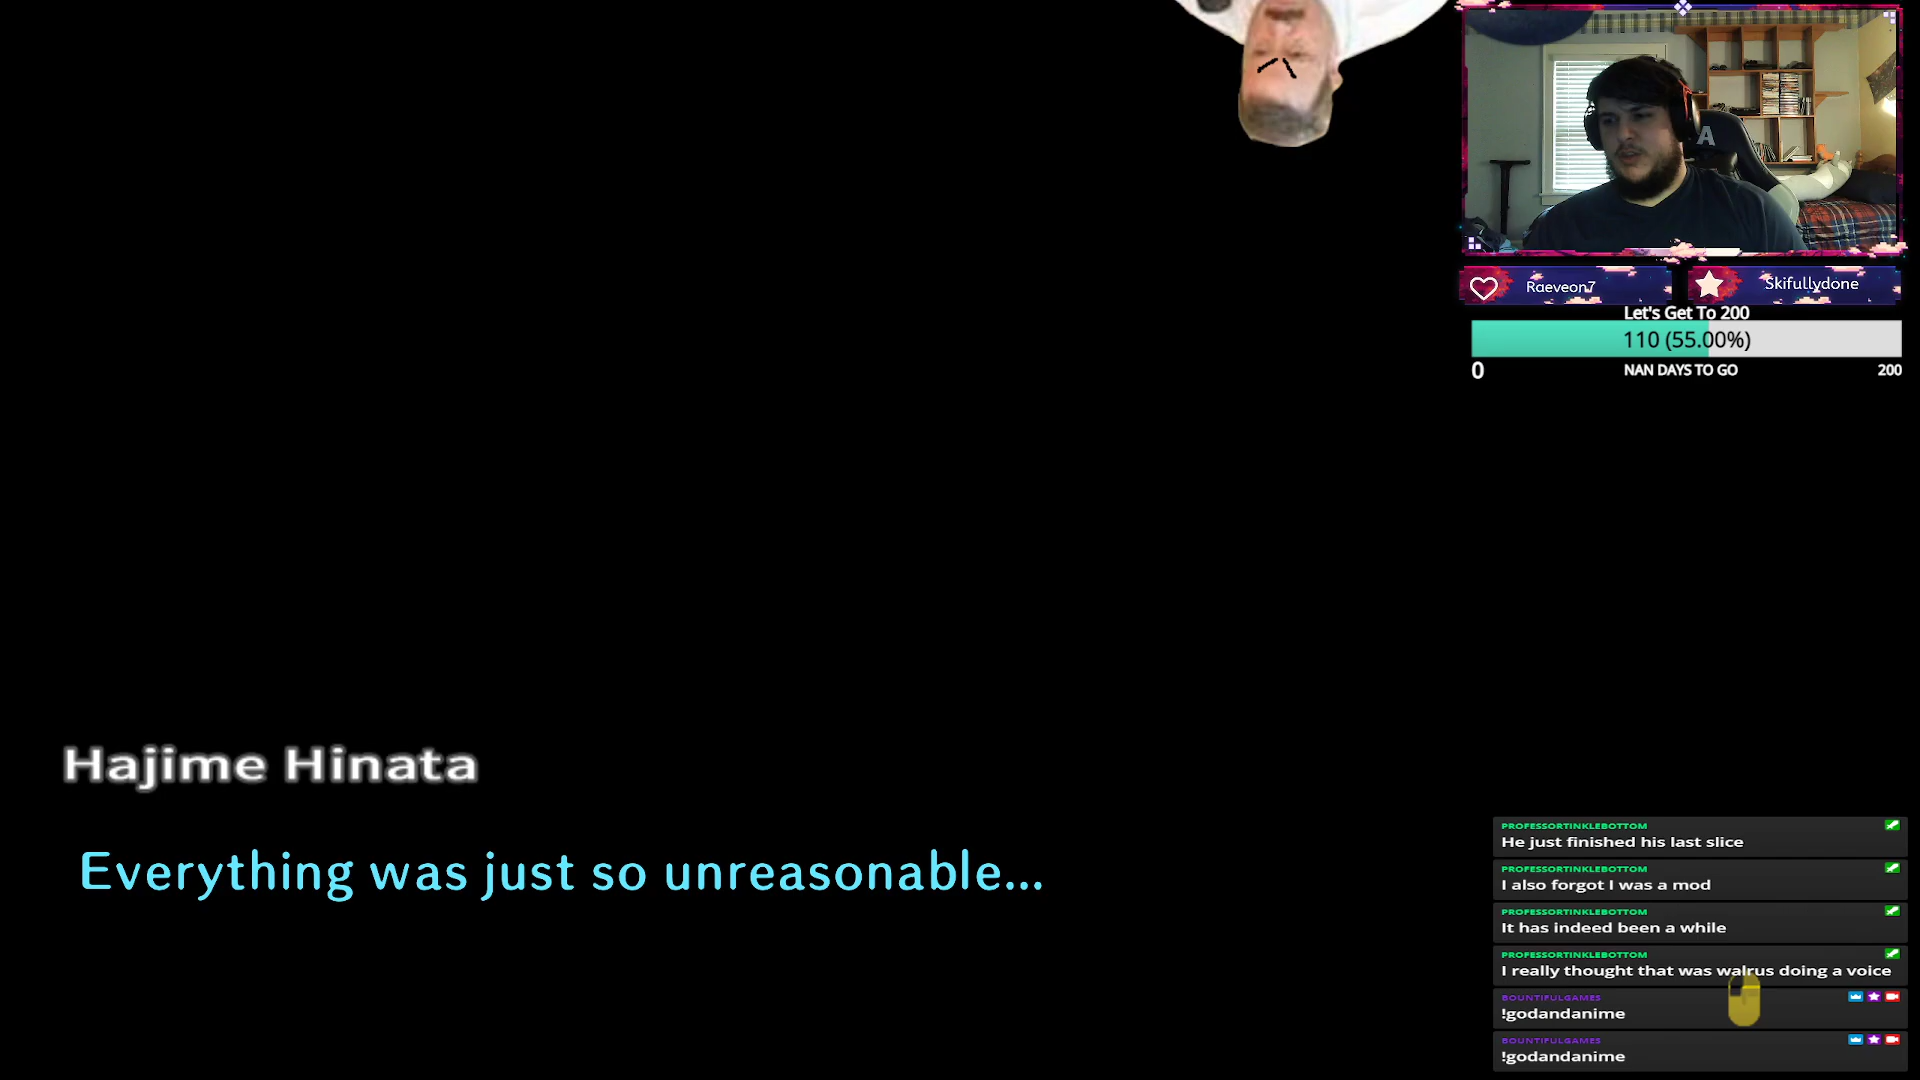 A
Raeveon7
Skifullydone
Let's Get To 200
110 (55.00%)
0
NAN DAYS TO GO
200
Hajime Hinata
Everything was just so unreasonable...
PROFESSORTINKLEBOTTOM
He just finished his last slice
PROFESSORTINKLEBOTTOM
I also forgot I was a mod
PROFESSORTINKLEBOTTOM
It has indeed been a while
PROFESSORTINKLEBOTTOM
I really thought that was walrus doing a voice
BOUNTIFULGAMES
!godandanime
BOUNTIFULGAMES
!godandanime